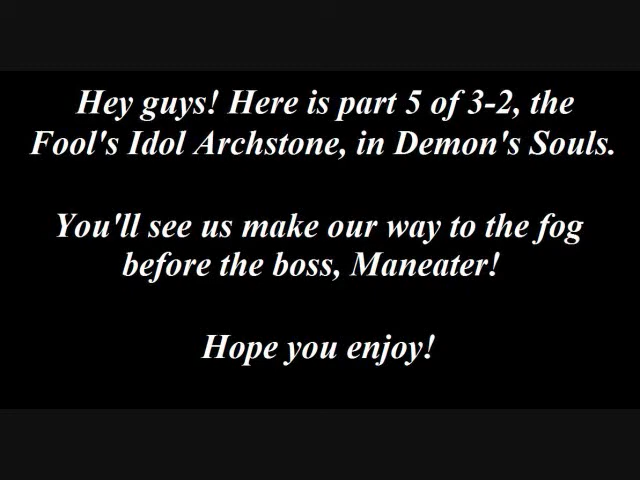 Hey guys! Here is part 5 of 3-2, the
Fool's Idol Archstone, in Demon's Souls.
You'll see us make our way to the fog
before the boss, Maneater!
Hope you enjoy!